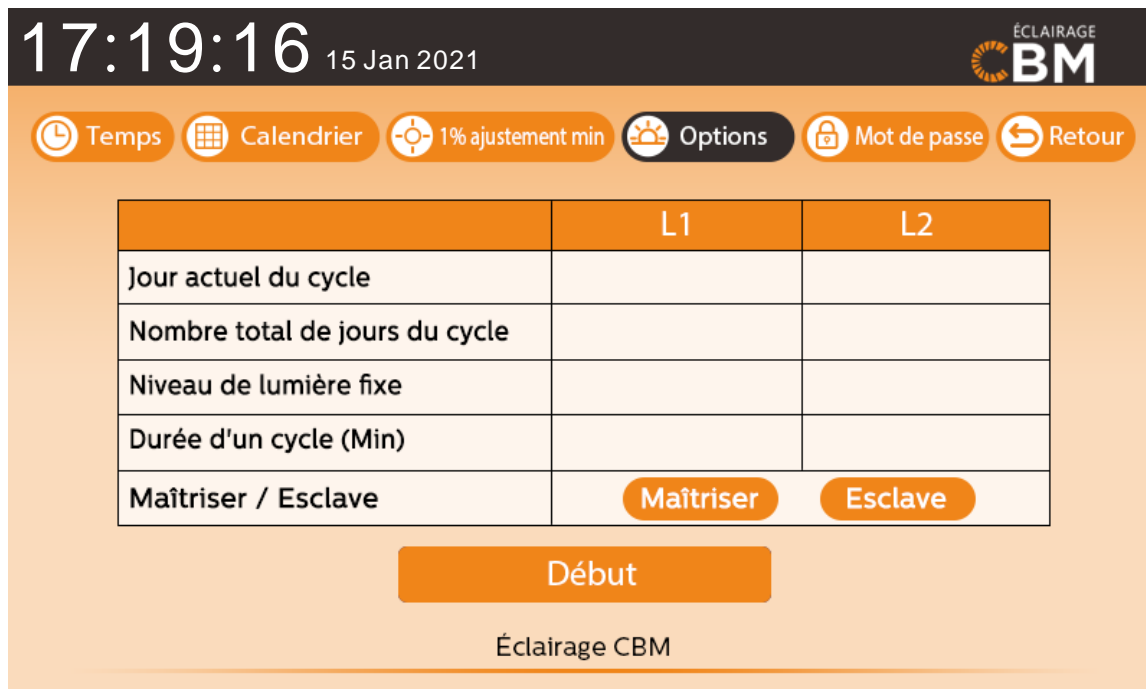 17:19:16 15 Jan 2021
ÉCLAIRAGE
CBM
Temps Calendrier 1% ajustement min Options Mot de passe Retour
L1 L2
Jour actuel du cycle
Nombre total de jours du cycle
Niveau de lumière fixe
Durée d'un cycle (Min)
Maîtriser / Esclave Maîtriser Esclave
Début
Éclairage CBM